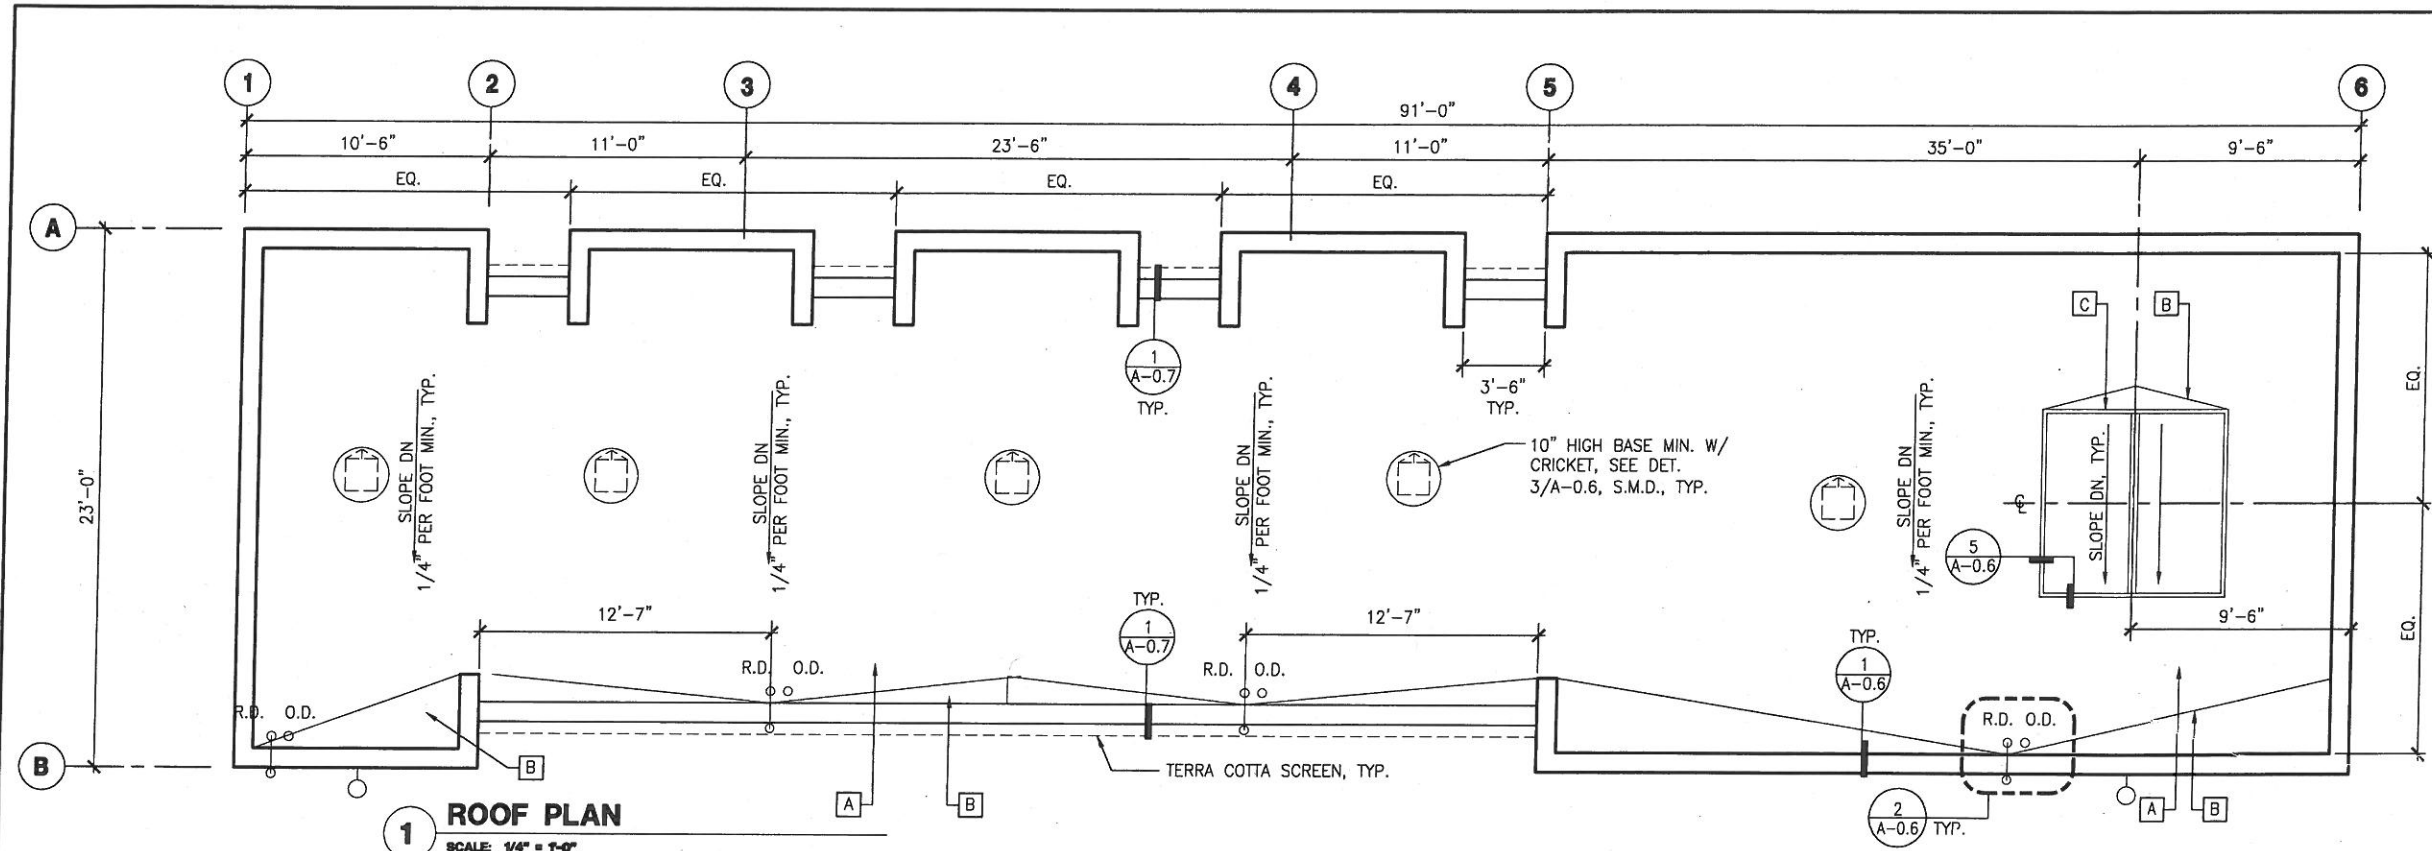 1 2 3 4 5 6
91'-0"
10'-6" 11'-0" 23'-6" 11'-0" 35'-0" 9'-6"
EQ. EQ. EQ. EQ.
A
23'-0"
B
1
A-0.7
TYP.
3'-6"
TYP.
10" HIGH BASE MIN. W/
CRICKET, SEE DET.
3/A-0.6, S.M.D., TYP.
SLOPE DN
1/4" PER FOOT MIN., TYP.
SLOPE DN
1/4" PER FOOT MIN., TYP.
SLOPE DN
1/4" PER FOOT MIN., TYP.
SLOPE DN
1/4" PER FOOT MIN., TYP.
C B
SLOPE DN, TYP.
℄
EQ.
EQ.
5
A-0.6
9'-6"
12'-7"
12'-7"
TYP.
1
A-0.7
TYP.
1
A-0.6
R.D. O.D.
R.D. O.D.
R.D. O.D.
R.D. O.D.
B
A B
TERRA COTTA SCREEN, TYP.
2
A-0.6 TYP.
A B
1 ROOF PLAN
SCALE: 1/4" = 1'-0"